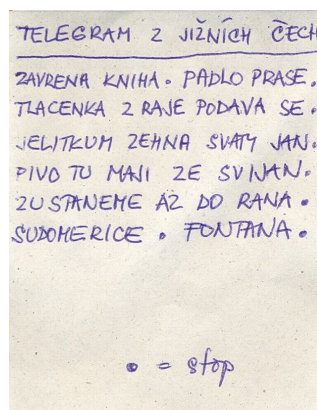 TELEGRAM Z JIŽNÍCH ČECH
ZAVRENA KNIHA. PADLO PRASE.
TLACENKA Z RAJE PODAVA SE.
JELITKUM ZEHNA SVATY JAN.
PIVO TU MAJI ZE SVIJAN.
ZUSTANEME AZ DO RANA.
SUDOMERICE. FONTANA.
• = stop